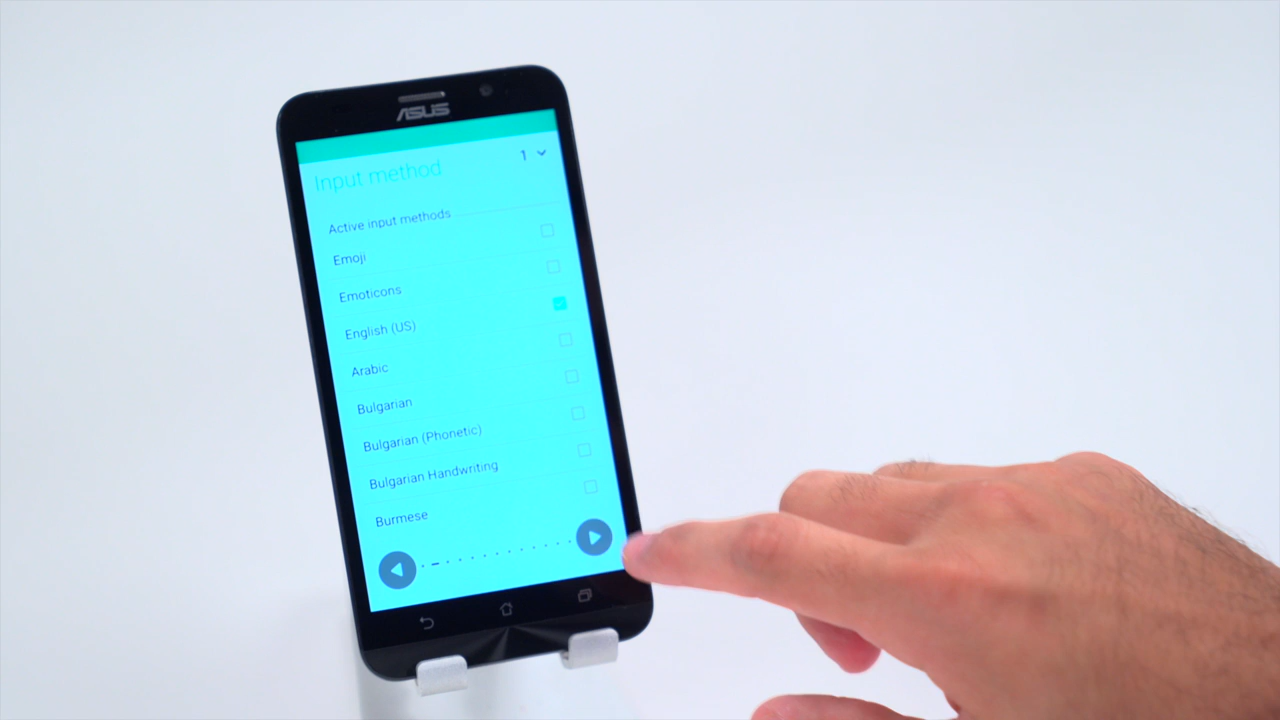 ASUS
Input method
1
Active input methods
Emoji
Emoticons
English (US)
Arabic
Bulgarian
Bulgarian (Phonetic)
Bulgarian Handwriting
Burmese